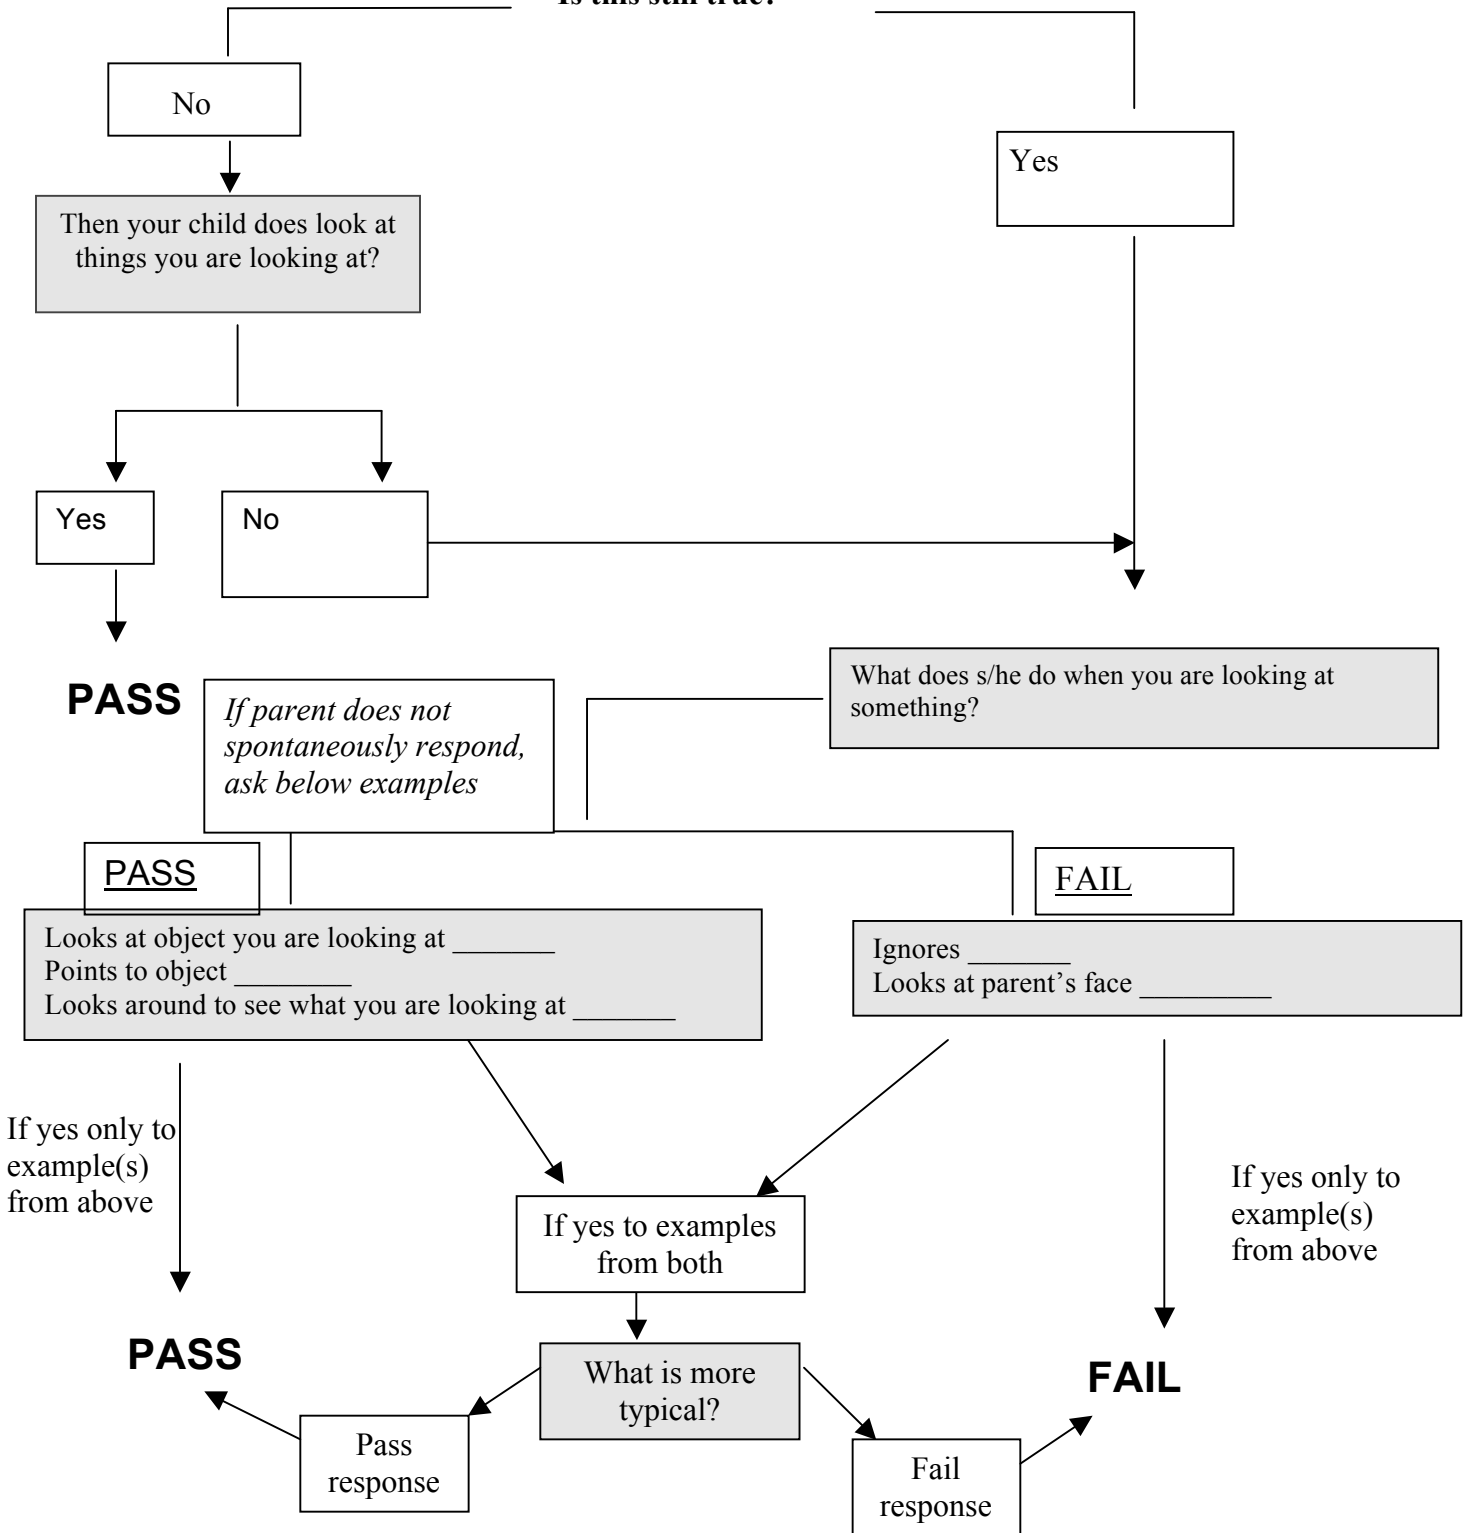 Is this still true?
No
Yes
Then your child does look at
things you are looking at?
Yes
No
PASS
If parent does not
spontaneously respond,
ask below examples
What does s/he do when you are looking at
something?
PASS
FAIL
Looks at object you are looking at _______
Points to object ________
Looks around to see what you are looking at _______
Ignores _______
Looks at parent’s face _________
If yes only to
example(s)
from above
If yes to examples
from both
If yes only to
example(s)
from above
PASS
What is more
typical?
FAIL
Pass
response
Fail
response